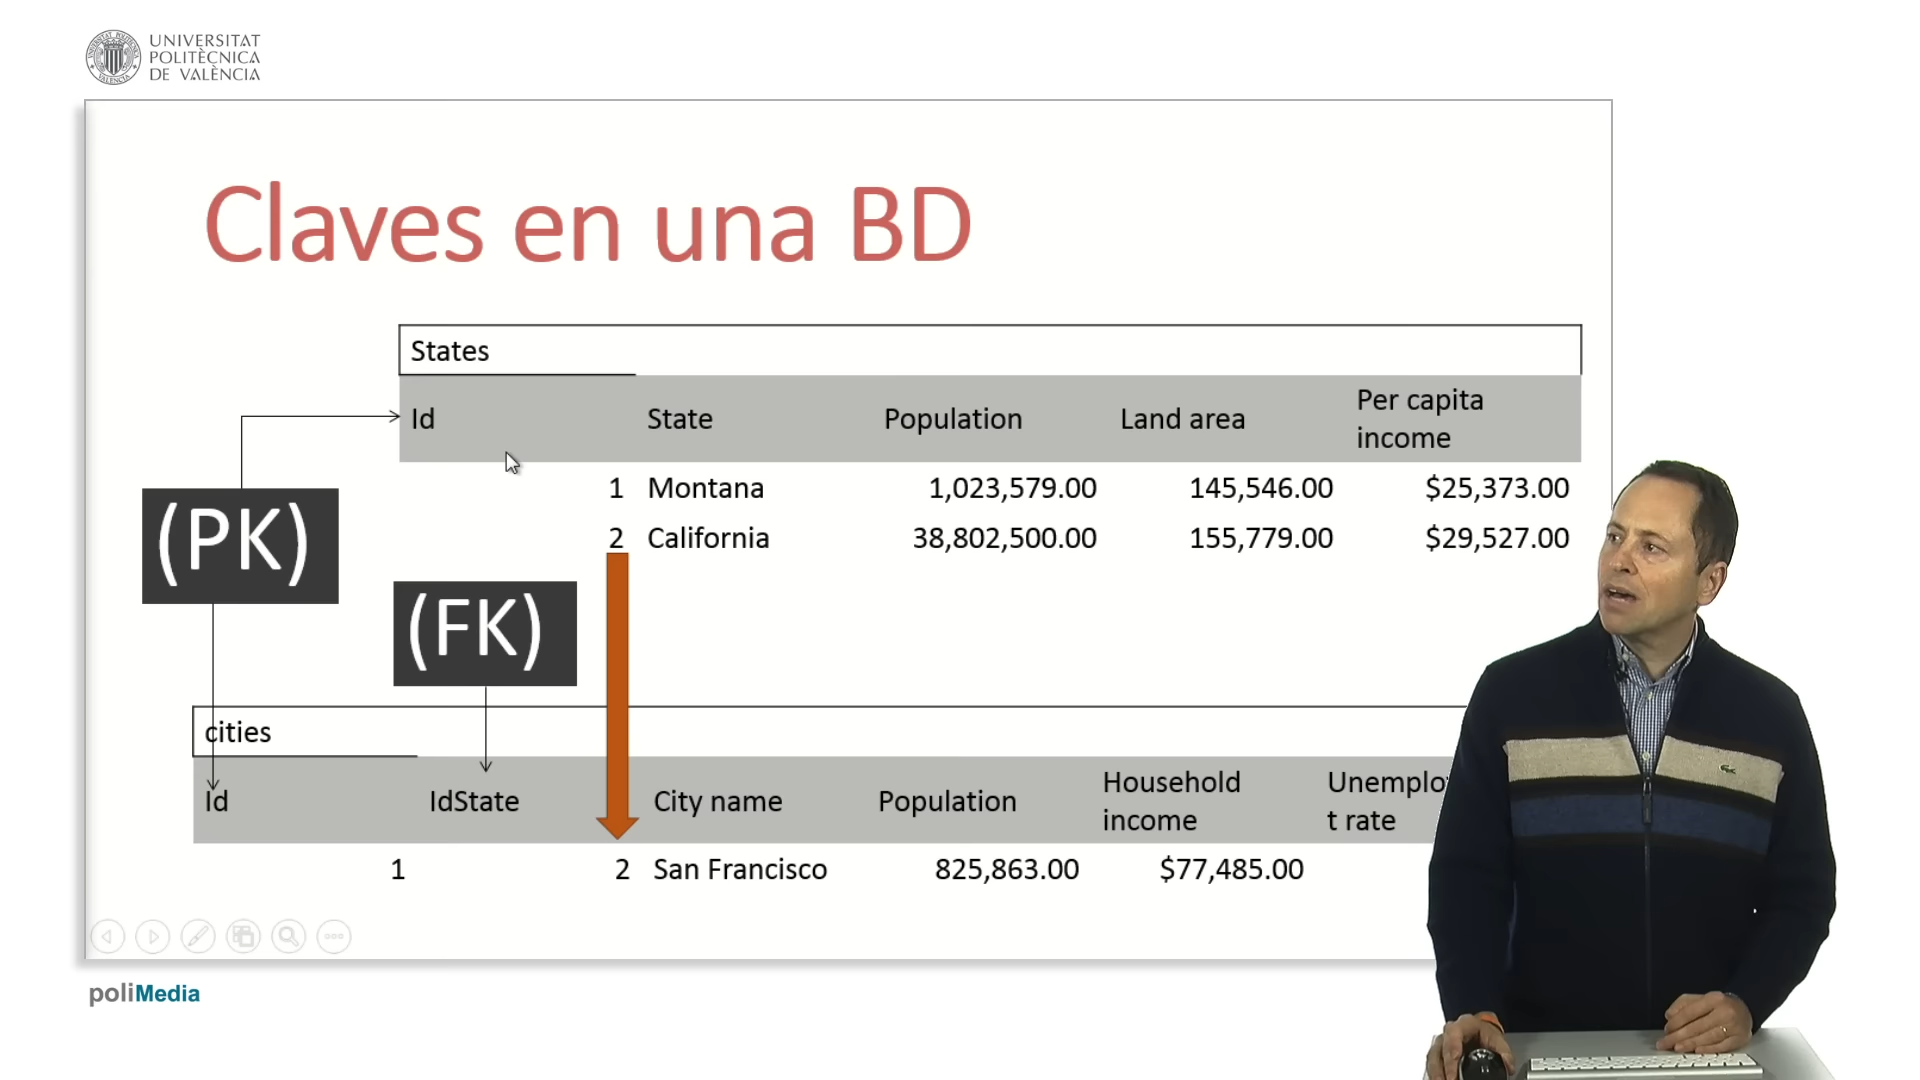 UNIVERSITAT
POLITÈCNICA
DE VALÈNCIA
Claves en una BD
States
Id State Population Land area Per capita income
1 Montana 1,023,579.00 145,546.00 $25,373.00
2 California 38,802,500.00 155,779.00 $29,527.00
(PK)
(FK)
cities
Id IdState City name Population Household income Unemplo t rate
1 2 San Francisco 825,863.00 $77,485.00
poliMedia